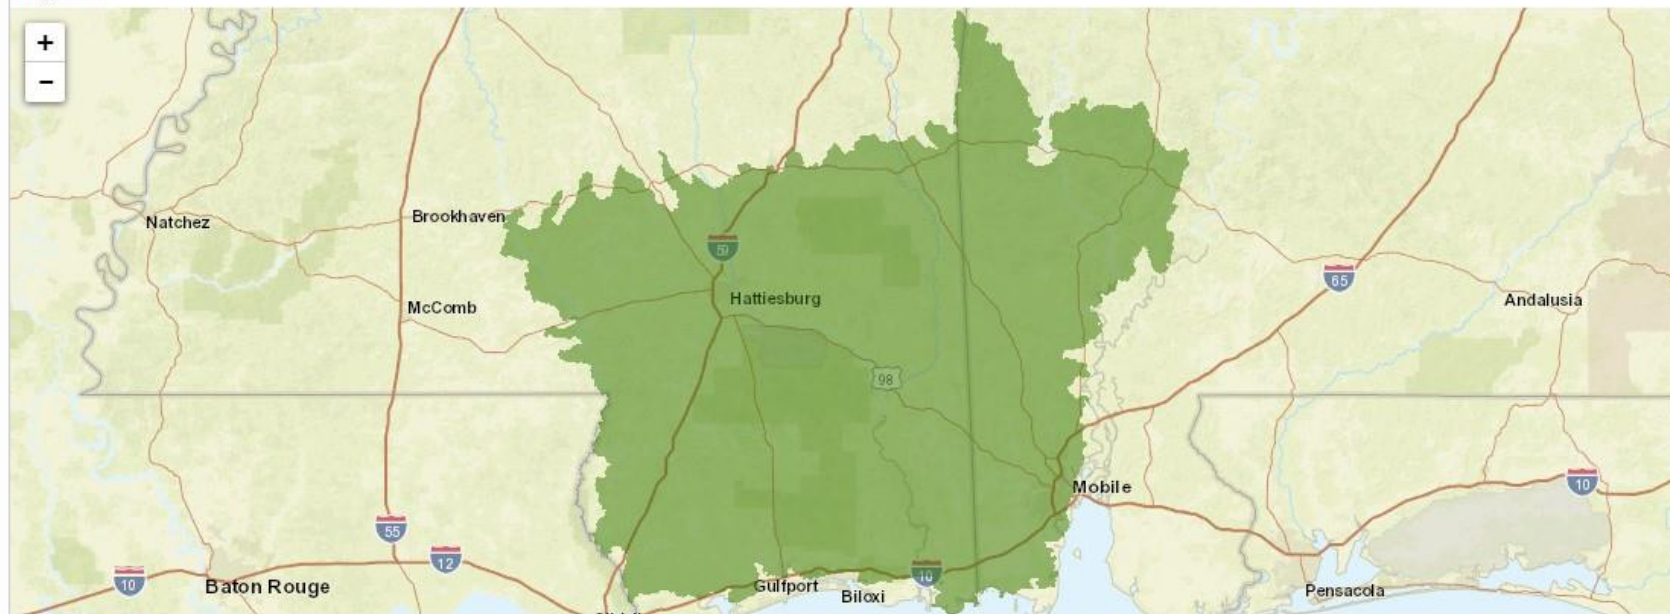 +
−
Natchez
Brookhaven
59
65
Hattiesburg
Andalusia
McComb
98
Mobile
10
55
12
10
10
Baton Rouge
Gulfport
Biloxi
Pensacola